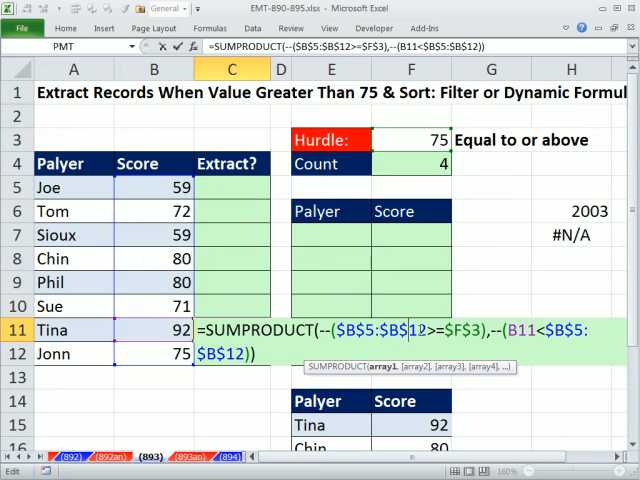 EMT-890-895.xlsx - Microsoft Excel
General
File Home Insert Page Layout Formulas Data Review Developer Add-Ins
PMT =SUMPRODUCT(--($B$5:$B$12>=$F$3),--(B11<$B$5:$B$12))
A B C D E F G H
1 Extract Records When Value Greater Than 75 & Sort: Filter or Dynamic Formul
2
3 Hurdle: 75 Equal to or above
4 Palyer Score Extract? Count 4
5 Joe 59
6 Tom 72 Palyer Score 2003
7 Sioux 59 #N/A
8 Chin 80
9 Phil 80
10 Sue 71
11 Tina 92 =SUMPRODUCT(--($B$5:$B$12>=$F$3),--(B11<$B$5:
12 Jonn 75 $B$12))
SUMPRODUCT(array1, [array2], [array3], [array4], ...)
13
14 Palyer Score
15 Tina 92
16 Chin 80
(892) (892an) (893) (893an) (894)
Edit 160%